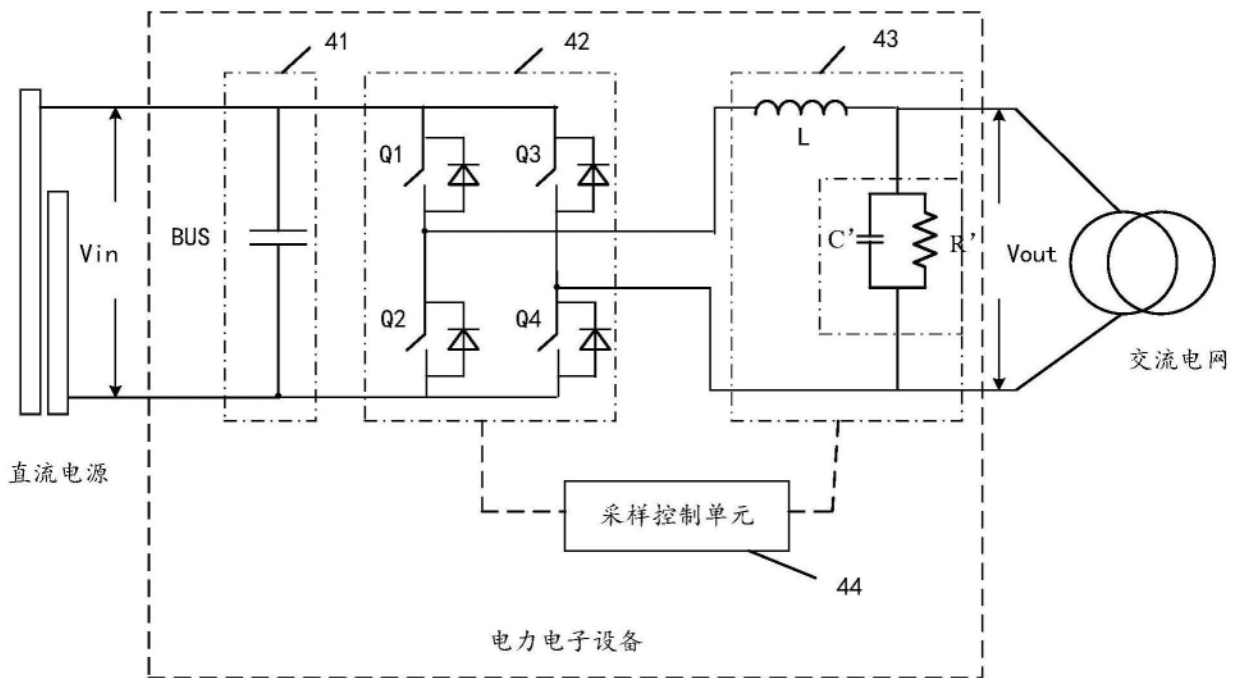 41
42
43
Q1
Q3
L
Vin
BUS
C'
R'
Vout
Q2
Q4
交流电网
直流电源
采样控制单元
44
电力电子设备